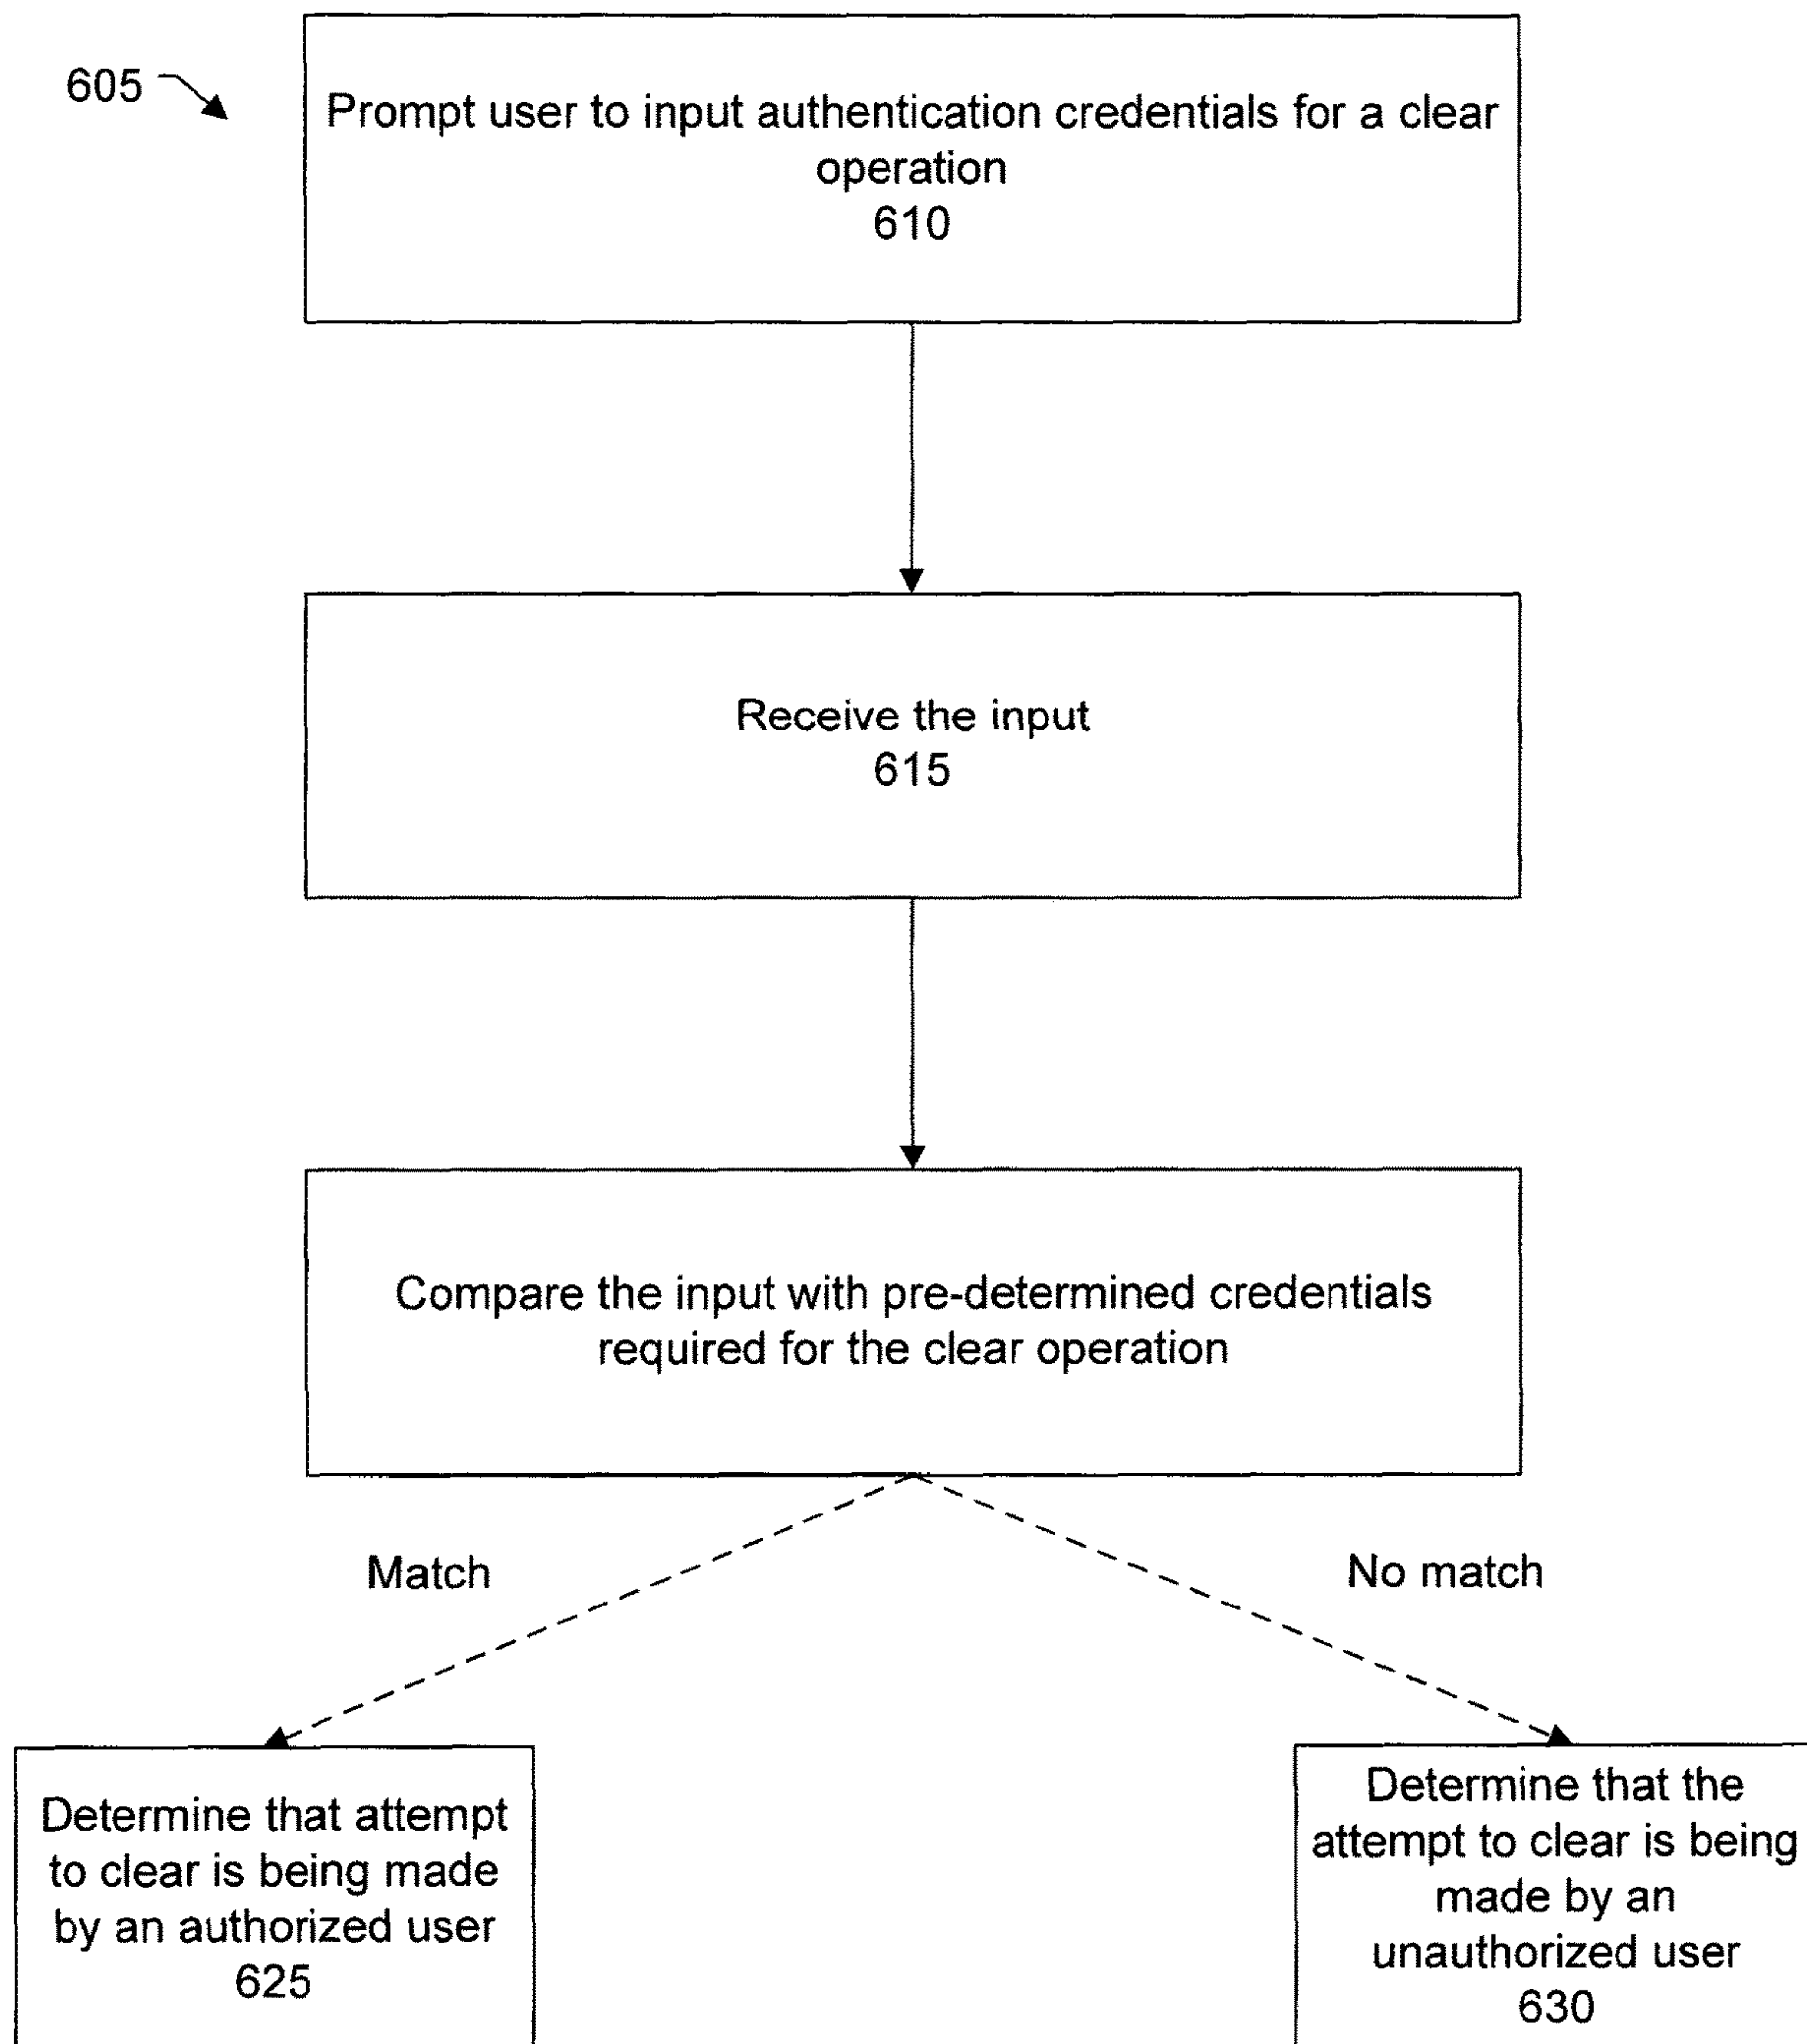 605
Prompt user to input authentication credentials for a clear
operation
610
Receive the input
615
Compare the input with pre-determined credentials
required for the clear operation
Match
No match
Determine that attempt
to clear is being made
by an authorized user
625
Determine that the
attempt to clear is being
made by an
unauthorized user
630